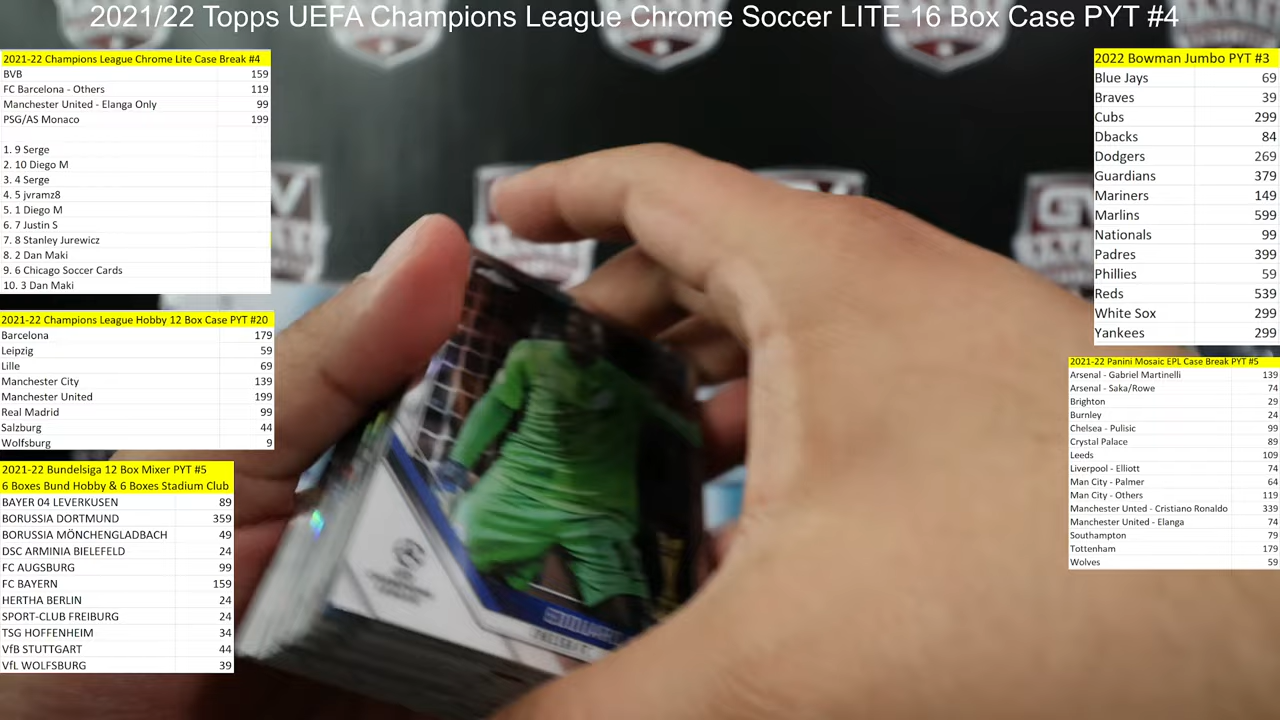 2021/22 Topps UEFA Champions League Chrome Soccer LITE 16 Box Case PYT #4
2021-22 Champions League Chrome Lite Case Break #4
BVB 159
FC Barcelona - Others 119
Manchester United - Elanga Only 99
PSG/AS Monaco 199
1. 9 Serge
2. 10 Diego M
3. 4 Serge
4. 5 jvramz8
5. 1 Diego M
6. 7 Justin S
7. 8 Stanley Jurewicz
8. 2 Dan Maki
9. 6 Chicago Soccer Cards
10. 3 Dan Maki
2021-22 Champions League Hobby 12 Box Case PYT #20
Barcelona 179
Leipzig 59
Lille 69
Manchester City 139
Manchester United 199
Real Madrid 99
Salzburg 44
Wolfsburg 9
2021-22 Bundelsiga 12 Box Mixer PYT #5
6 Boxes Bund Hobby & 6 Boxes Stadium Club
BAYER 04 LEVERKUSEN 89
BORUSSIA DORTMUND 359
BORUSSIA MÖNCHENGLADBACH 49
DSC ARMINIA BIELEFELD 24
FC AUGSBURG 99
FC BAYERN 159
HERTHA BERLIN 24
SPORT-CLUB FREIBURG 24
TSG HOFFENHEIM 34
VfB STUTTGART 44
VfL WOLFSBURG 39
2022 Bowman Jumbo PYT #3
Blue Jays 69
Braves 39
Cubs 299
Dbacks 84
Dodgers 269
Guardians 379
Mariners 149
Marlins 599
Nationals 99
Padres 399
Phillies 59
Reds 539
White Sox 299
Yankees 299
2021-22 Panini Mosaic EPL Case Break PYT #5
Arsenal - Gabriel Martinelli 139
Arsenal - Saka/Rowe 74
Brighton 29
Burnley 24
Chelsea - Pulisic 99
Crystal Palace 89
Leeds 109
Liverpool - Elliott 74
Man City - Palmer 64
Man City - Others 119
Manchester Unted - Cristiano Ronaldo 339
Manchester United - Elanga 74
Southampton 79
Tottenham 179
Wolves 59